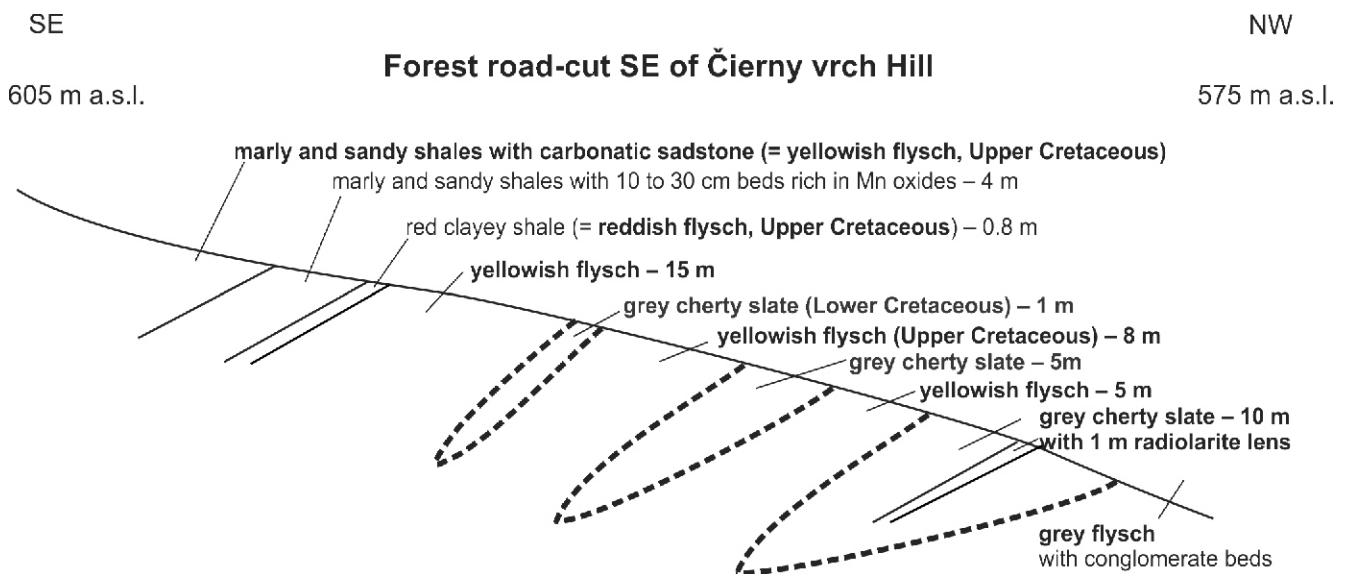 SE
NW
Forest road-cut SE of Čierny vrch Hill
605 m a.s.l.
575 m a.s.l.
marly and sandy shales with carbonatic sadstone (= yellowish flysch, Upper Cretaceous)
marly and sandy shales with 10 to 30 cm beds rich in Mn oxides – 4 m
red clayey shale (= reddish flysch, Upper Cretaceous) – 0.8 m
yellowish flysch – 15 m
grey cherty slate (Lower Cretaceous) – 1 m
yellowish flysch (Upper Cretaceous) – 8 m
grey cherty slate – 5m
yellowish flysch – 5 m
grey cherty slate – 10 m
with 1 m radiolarite lens
grey flysch
with conglomerate beds